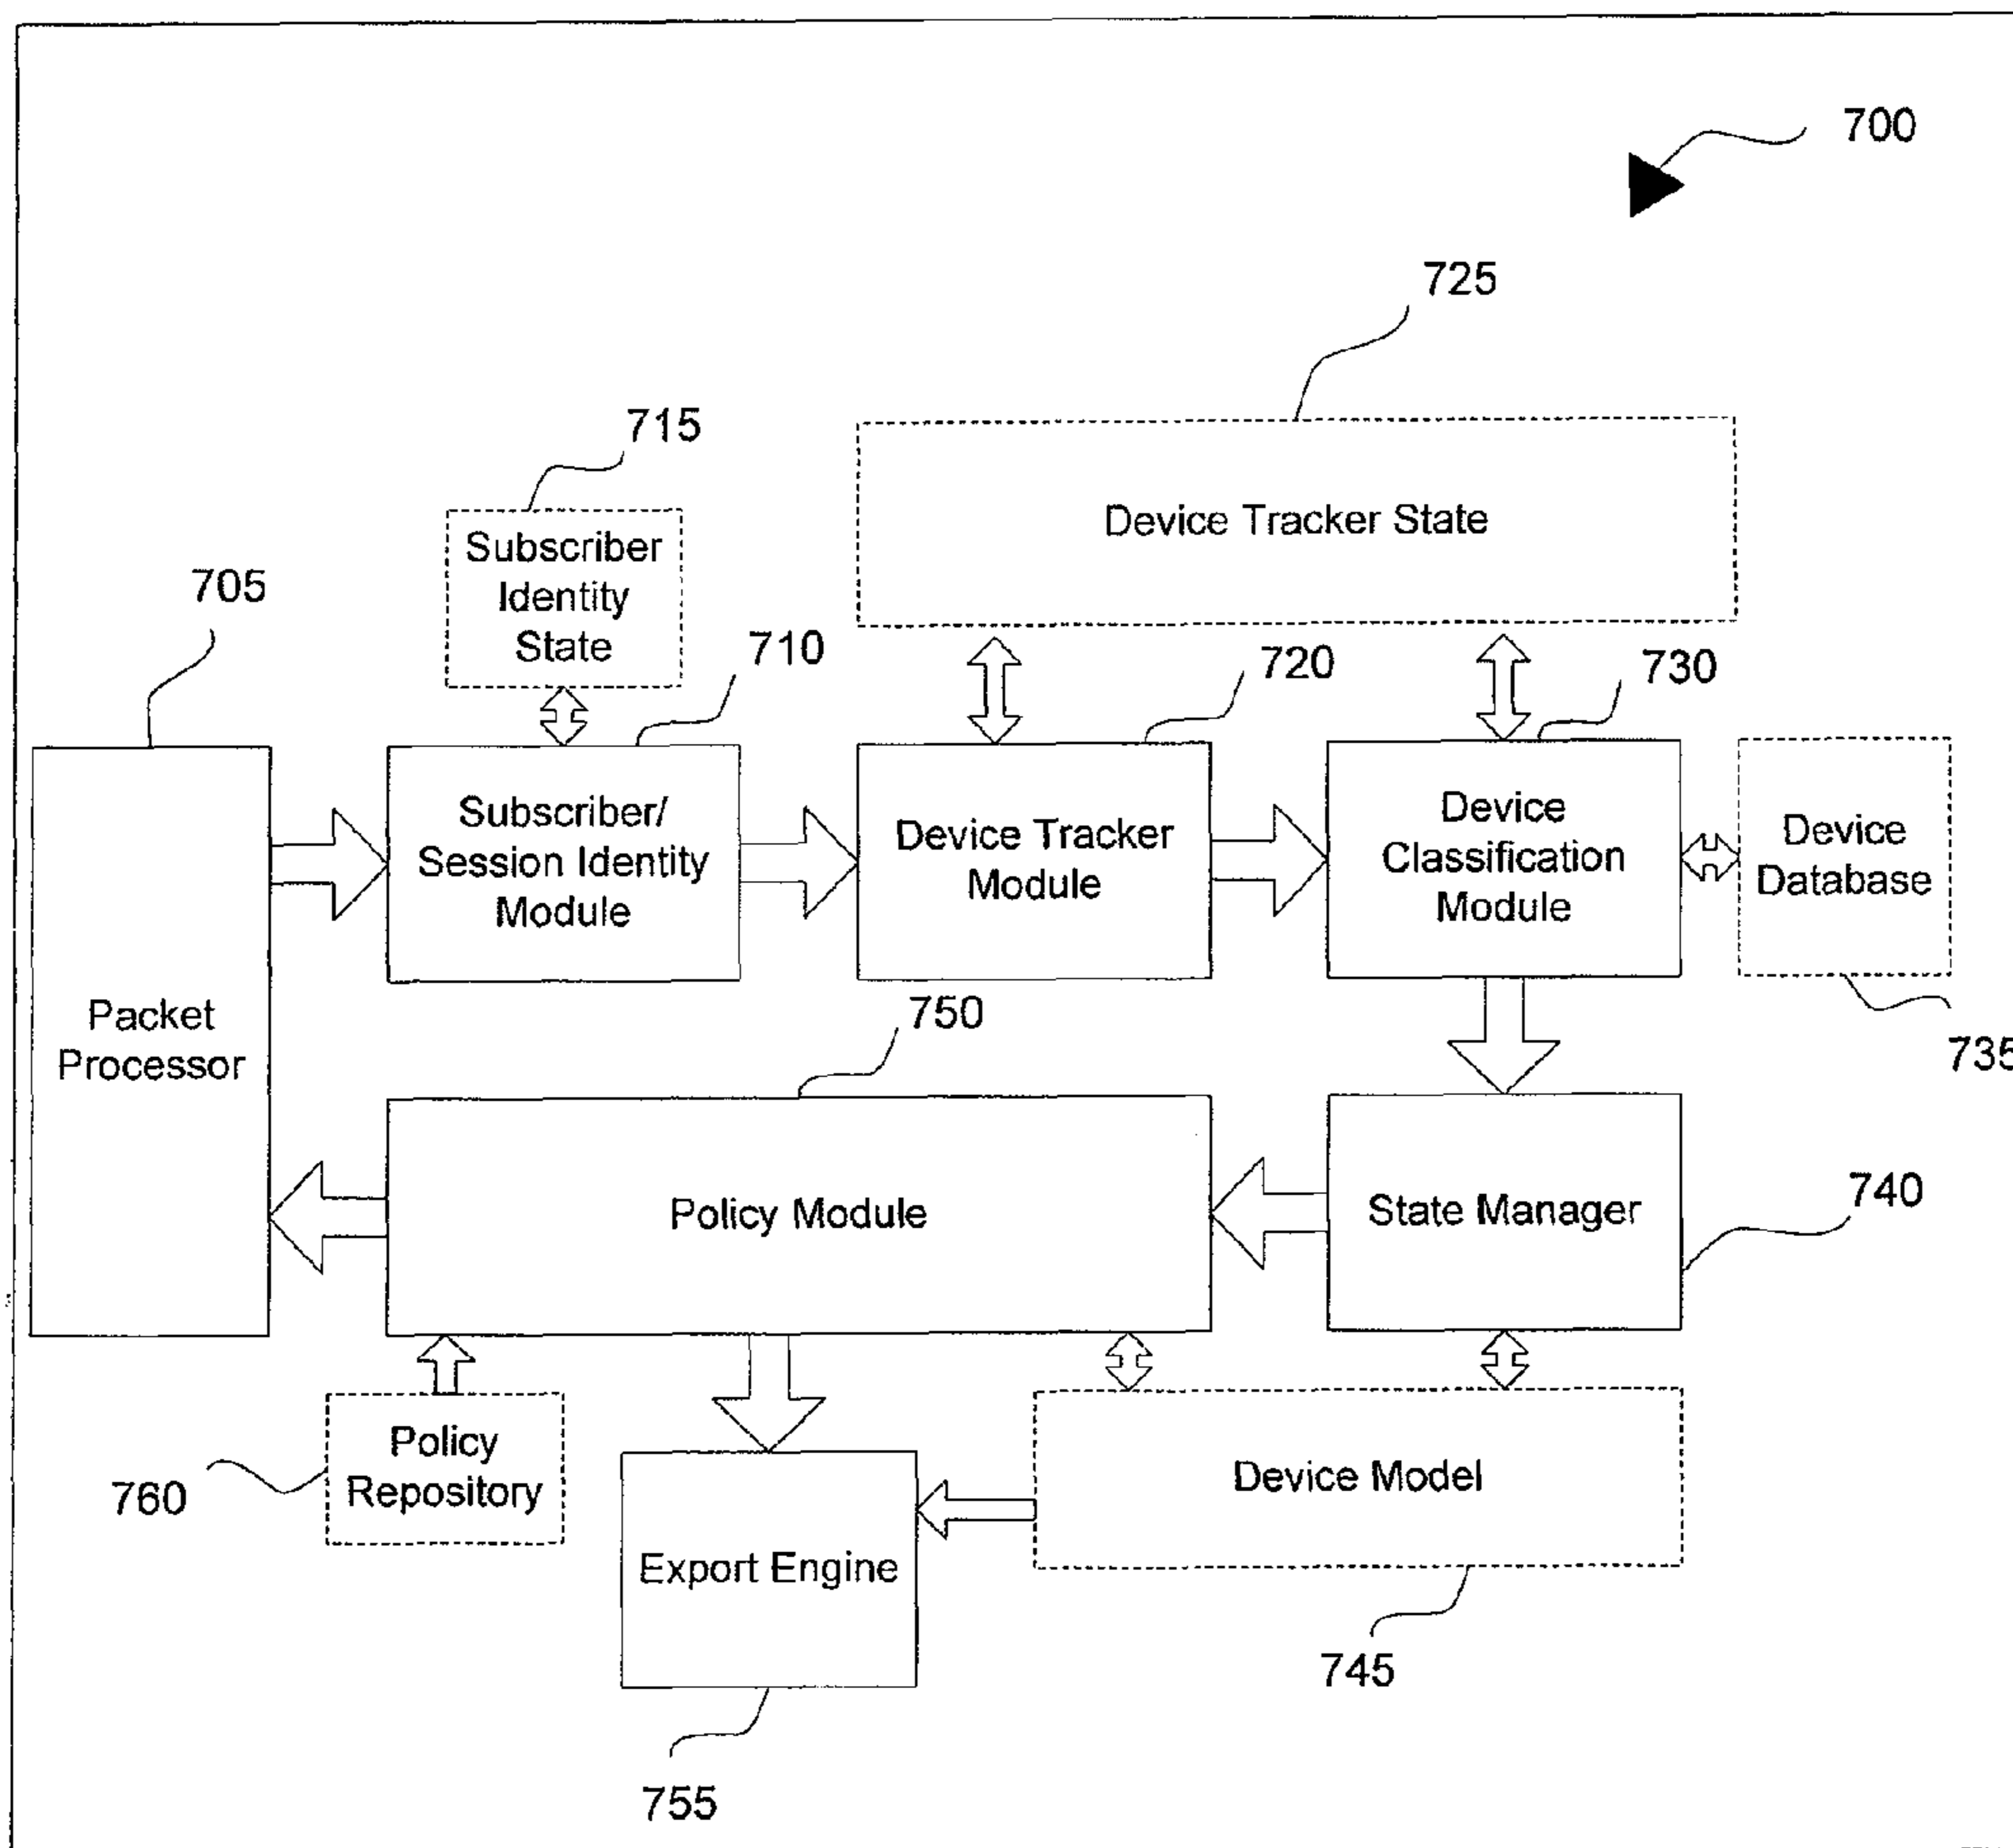 700
725
715
Subscriber
Identity
State
Device Tracker State
705
710
720
730
Packet
Processor
Subscriber/
Session Identity
Module
Device Tracker
Module
Device
Classification
Module
Device
Database
735
750
Policy Module
State Manager
740
Policy
Repository
760
Export Engine
Device Model
745
755